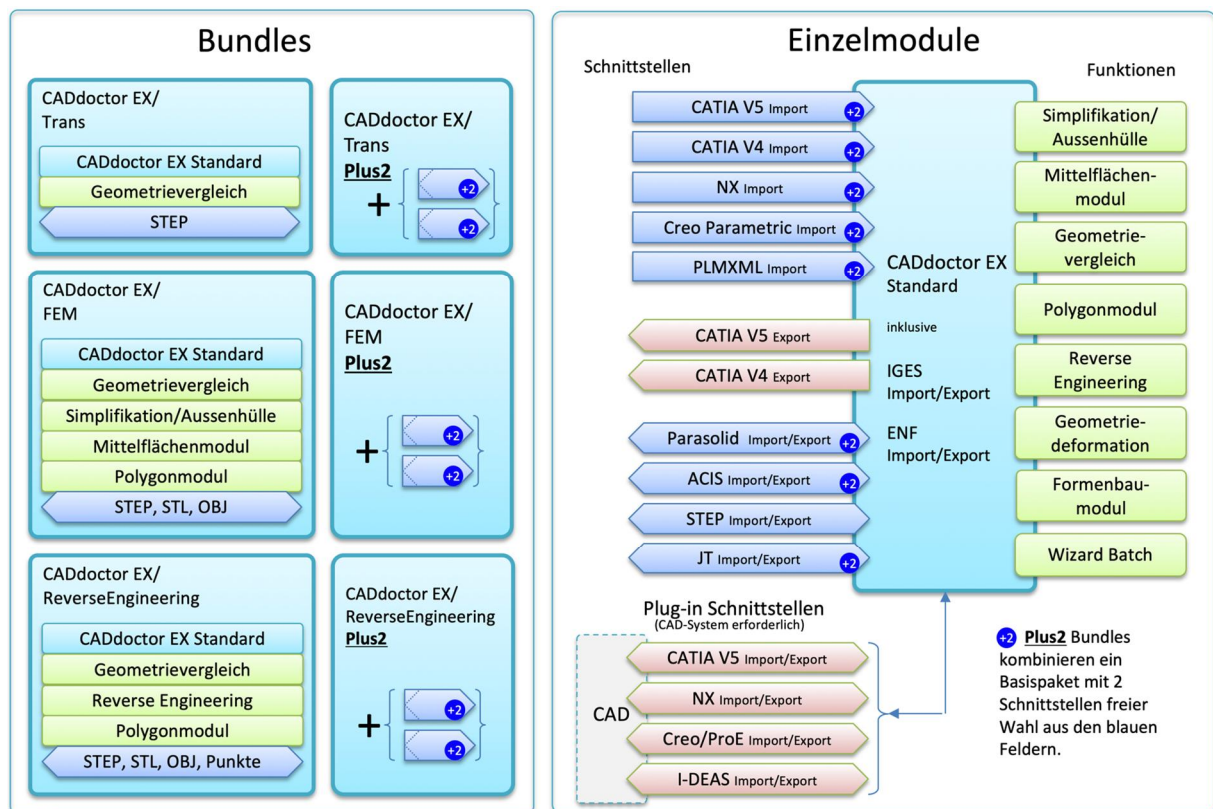 Bundles
CADdoctor EX/
Trans
CADdoctor EX Standard
Geometrievergleich
STEP
CADdoctor EX/
Trans
Plus2
+
+2
+2
CADdoctor EX/
FEM
CADdoctor EX Standard
Geometrievergleich
Simplifikation/Aussenhülle
Mittelflächenmodul
Polygonmodul
STEP, STL, OBJ
CADdoctor EX/
FEM
Plus2
+
+2
+2
CADdoctor EX/
ReverseEngineering
CADdoctor EX Standard
Geometrievergleich
Reverse Engineering
Polygonmodul
STEP, STL, OBJ, Punkte
CADdoctor EX/
ReverseEngineering
Plus2
+
+2
+2
Einzelmodule
Schnittstellen
CATIA V5 Import +2
CATIA V4 Import +2
NX Import +2
Creo Parametric Import +2
PLMXML Import +2
CATIA V5 Export
CATIA V4 Export
Parasolid Import/Export +2
ACIS Import/Export +2
STEP Import/Export
JT Import/Export +2
CADdoctor EX
Standard
inklusive
IGES
Import/Export
ENF
Import/Export
Funktionen
Simplifikation/
Aussenhülle
Mittelflächen-
modul
Geometrie-
vergleich
Polygonmodul
Reverse
Engineering
Geometrie-
deformation
Formenbau-
modul
Wizard Batch
Plug-in Schnittstellen
(CAD-System erforderlich)
CAD
CATIA V5 Import/Export
NX Import/Export
Creo/ProE Import/Export
I-DEAS Import/Export
+2 Plus2 Bundles
kombinieren ein
Basispaket mit 2
Schnittstellen freier
Wahl aus den blauen
Feldern.